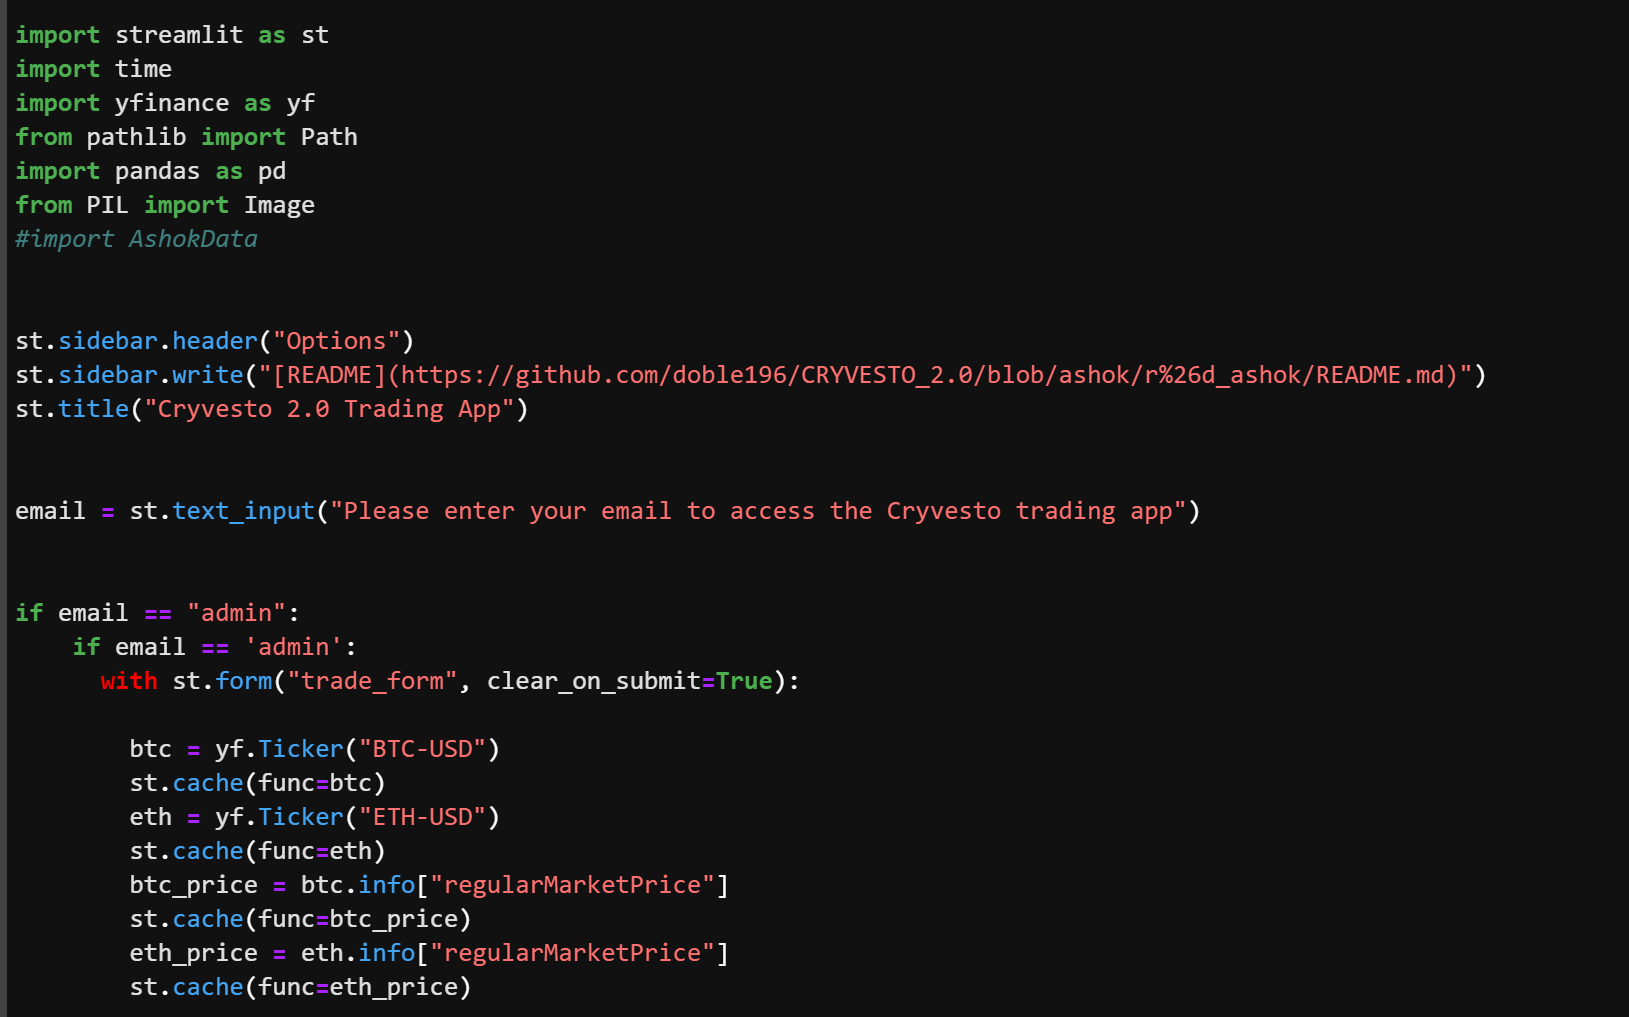 import streamlit as st
import time
import yfinance as yf
from pathlib import Path
import pandas as pd
from PIL import Image
#import AshokData
st.sidebar.header("Options")
st.sidebar.write("[README](https://github.com/doble196/CRYVESTO_2.0/blob/ashok/r%26d_ashok/README.md)")
st.title("Cryvesto 2.0 Trading App")
email = st.text_input("Please enter your email to access the Cryvesto trading app")
if email == "admin":
    if email == 'admin':
      with st.form("trade_form", clear_on_submit=True):
        btc = yf.Ticker("BTC-USD")
        st.cache(func=btc)
        eth = yf.Ticker("ETH-USD")
        st.cache(func=eth)
        btc_price = btc.info["regularMarketPrice"]
        st.cache(func=btc_price)
        eth_price = eth.info["regularMarketPrice"]
        st.cache(func=eth_price)